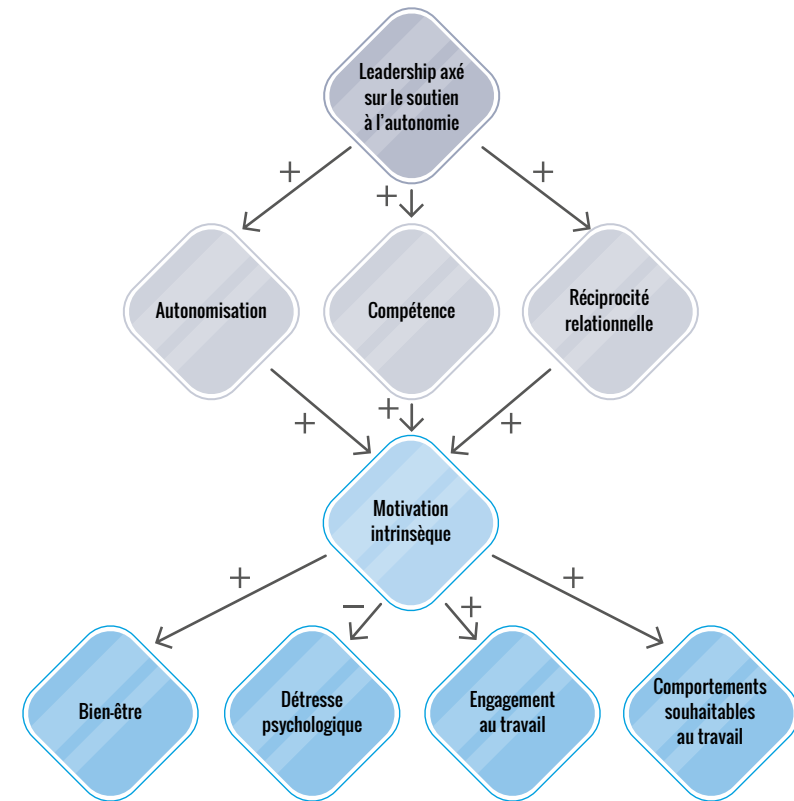 Leadership axé
sur le soutien
à l'autonomie
+
+
+
Autonomisation
Compétence
Réciprocité
relationnelle
+
+
+
Motivation
intrinsèque
+
−
+
+
Bien-être
Détresse
psychologique
Engagement
au travail
Comportements
souhaitables
au travail